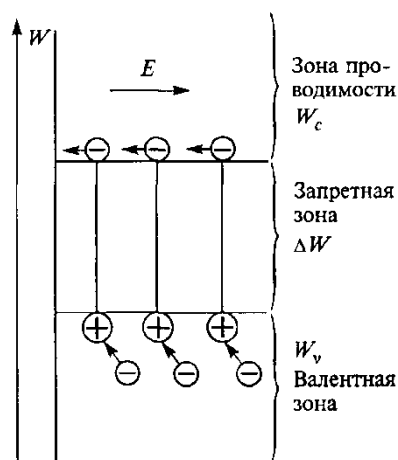 W
E
Зона про-
водимости
W_c
−
−
−
Запретная
зона
ΔW
+
+
+
−
−
−
W_v
Валентная
зона